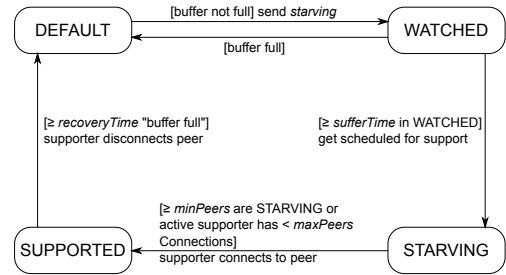 [buffer not full] send starving
DEFAULT
WATCHED
[buffer full]
[≥ recoveryTime "buffer full"]
supporter disconnects peer
[≥ sufferTime in WATCHED]
get scheduled for support
[≥ minPeers are STARVING or
active supporter has < maxPeers
Connections]
supporter connects to peer
SUPPORTED
STARVING